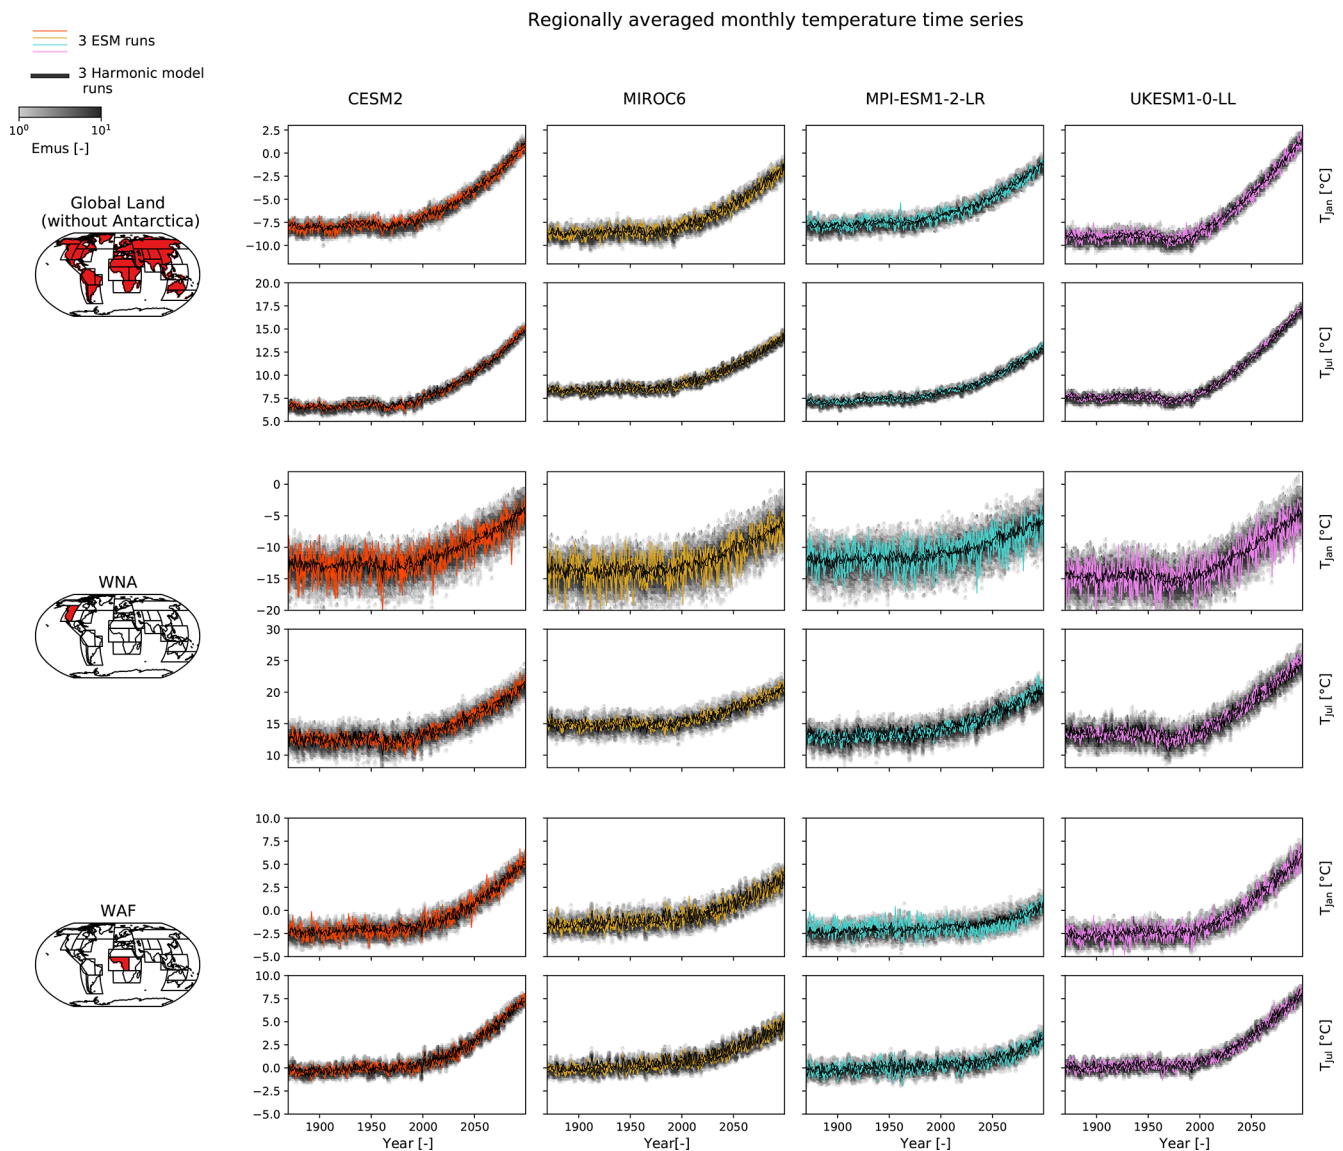 Regionally averaged monthly temperature time series
3 ESM runs
3 Harmonic model
runs
10⁰ 10¹
Emus [-]
CESM2 MIROC6 MPI-ESM1-2-LR UKESM1-0-LL
Global Land
(without Antarctica)
2.5
0.0
−2.5
−5.0
−7.5
−10.0
T_Jan [°C]
20.0
17.5
15.0
12.5
10.0
7.5
5.0
T_Jul [°C]
WNA
0
−5
−10
−15
−20
T_Jan [°C]
30
25
20
15
10
T_Jul [°C]
WAF
10.0
7.5
5.0
2.5
0.0
−2.5
−5.0
T_Jan [°C]
10.0
7.5
5.0
2.5
0.0
−2.5
−5.0
T_Jul [°C]
1900 1950 2000 2050 1900 1950 2000 2050 1900 1950 2000 2050 1900 1950 2000 2050
Year [-] Year[-] Year [-] Year [-]